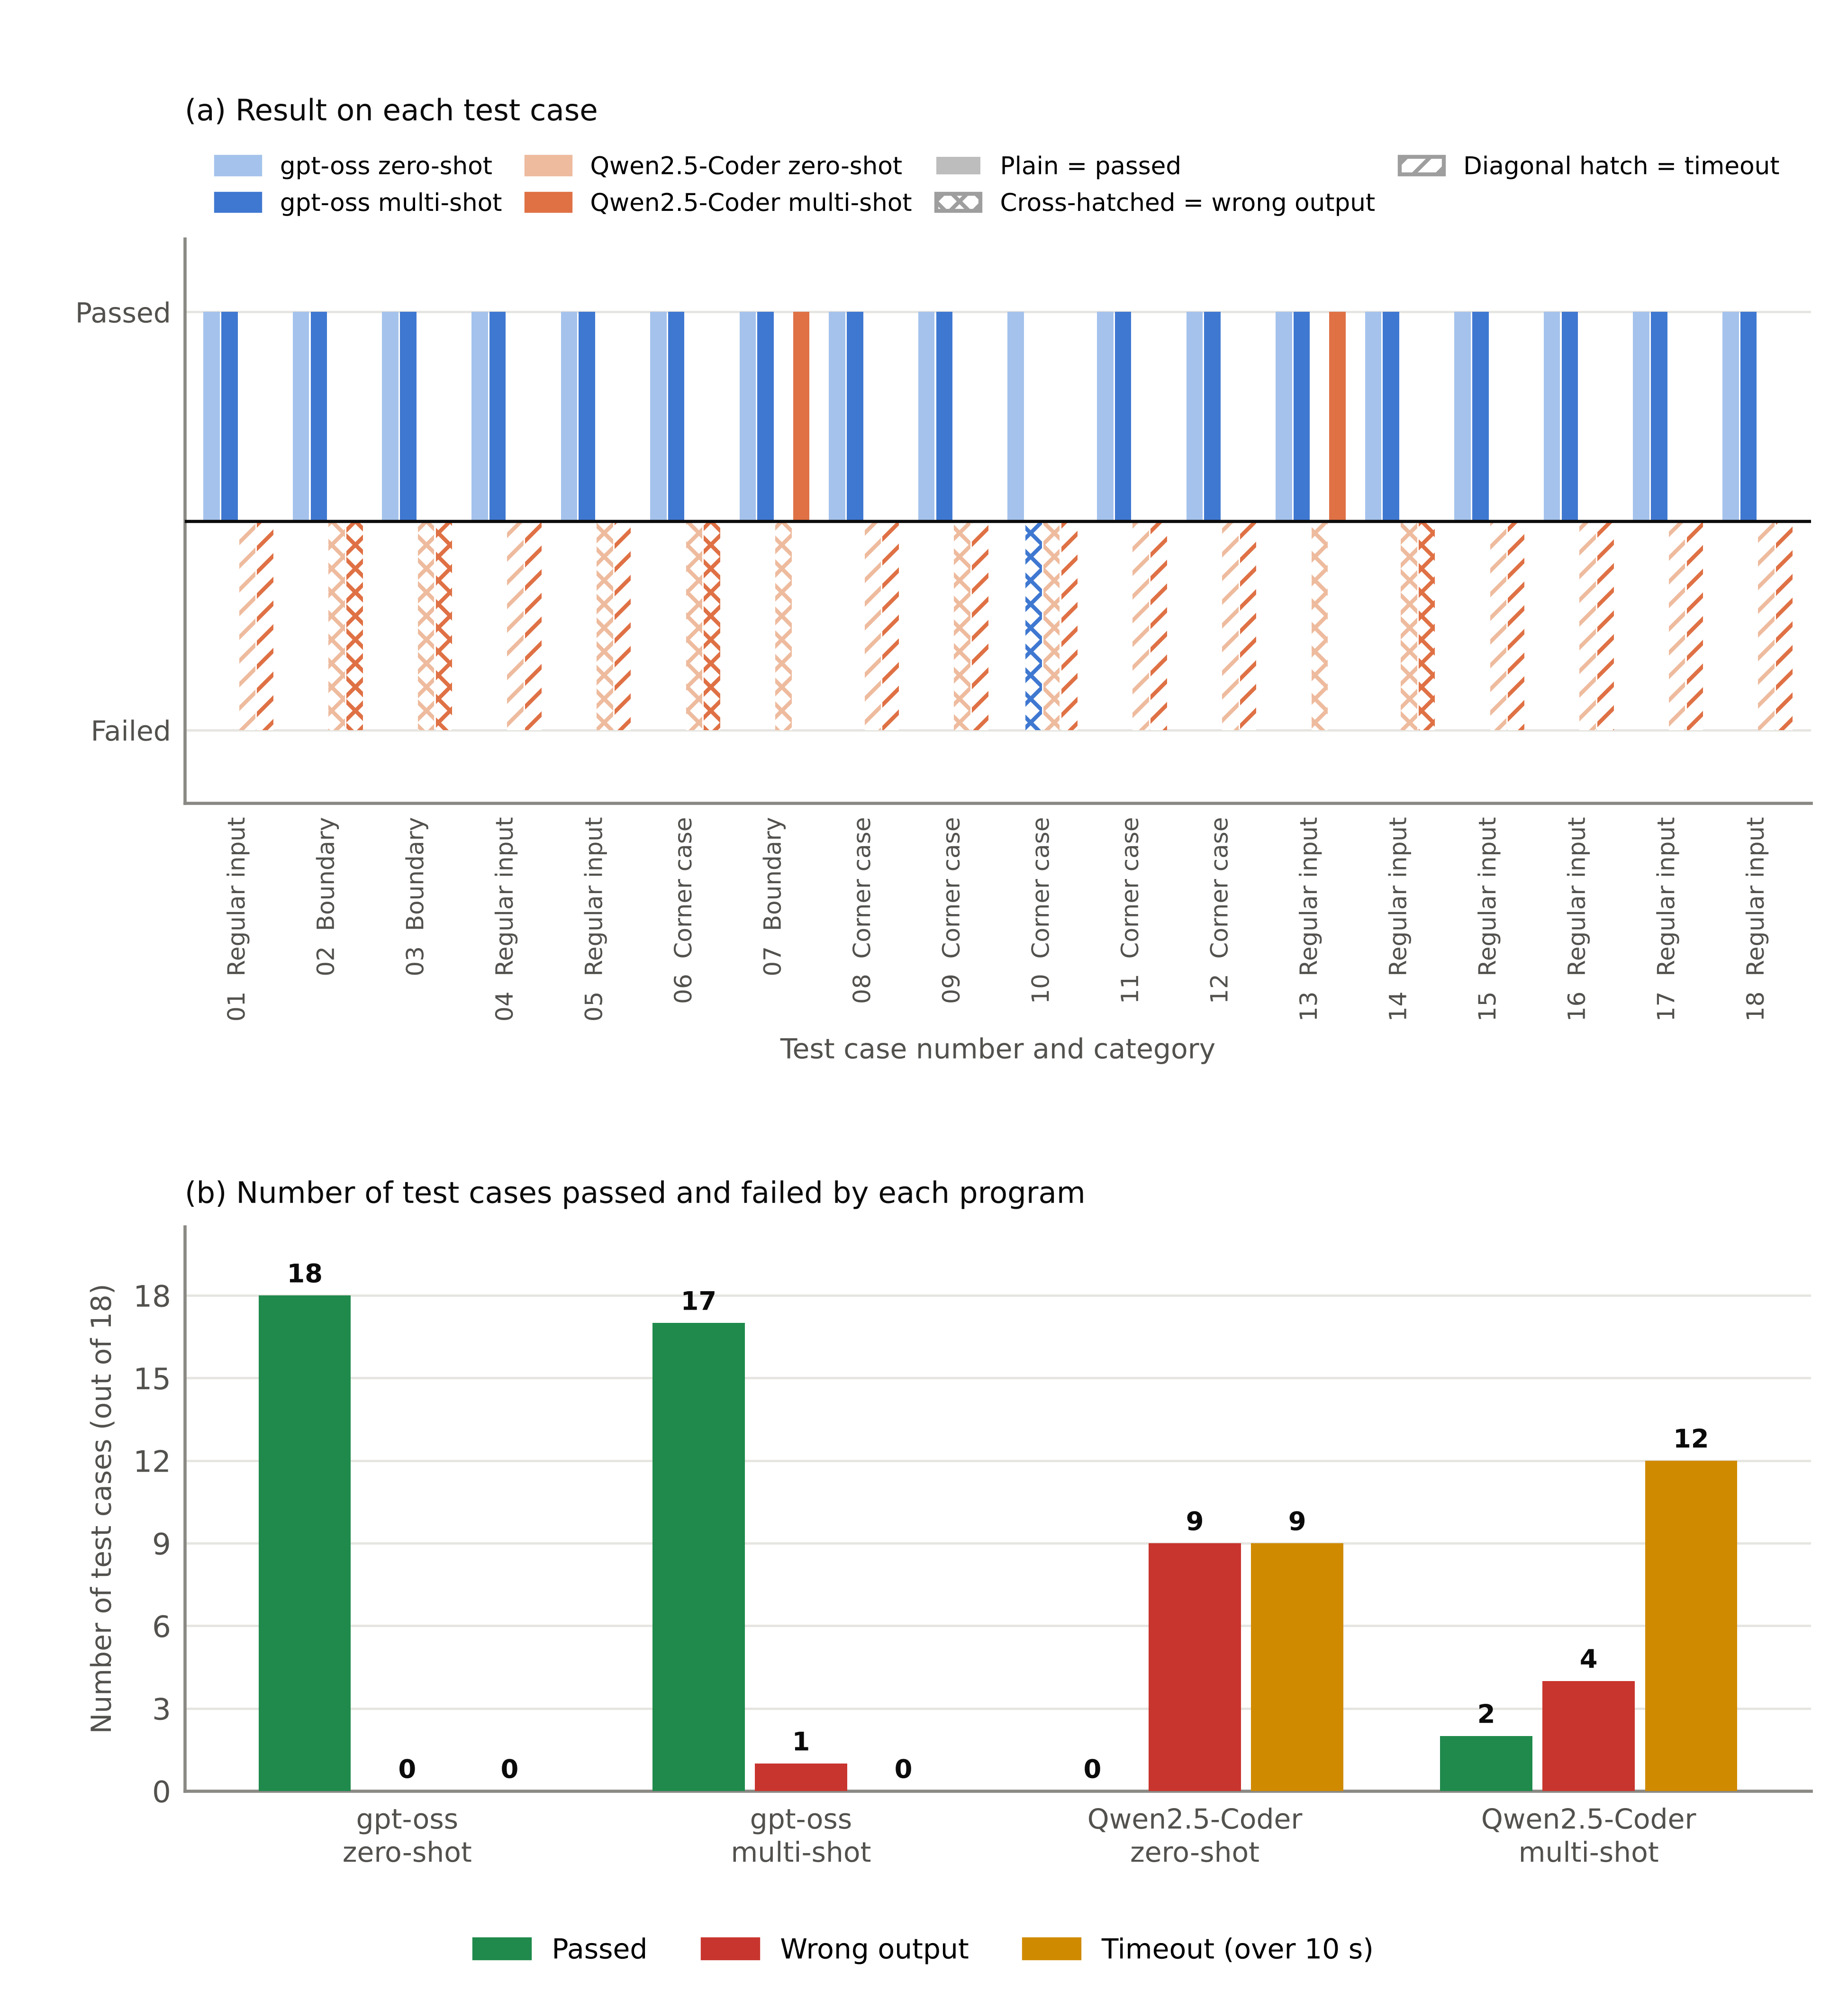 (a) Result on each test case
gpt-oss zero-shot
Qwen2.5-Coder zero-shot
Plain = passed
Diagonal hatch = timeout
gpt-oss multi-shot
Qwen2.5-Coder multi-shot
Cross-hatched = wrong output
Passed
Failed
01 Regular input
02 Boundary
03 Boundary
04 Regular input
05 Regular input
06 Corner case
07 Boundary
08 Corner case
09 Corner case
10 Corner case
11 Corner case
12 Corner case
13 Regular input
14 Regular input
15 Regular input
16 Regular input
17 Regular input
18 Regular input
Test case number and category
(b) Number of test cases passed and failed by each program
Number of test cases (out of 18)
18
15
12
9
6
3
0
18
0
0
17
1
0
0
9
9
2
4
12
gpt-oss
zero-shot
gpt-oss
multi-shot
Qwen2.5-Coder
zero-shot
Qwen2.5-Coder
multi-shot
Passed
Wrong output
Timeout (over 10 s)